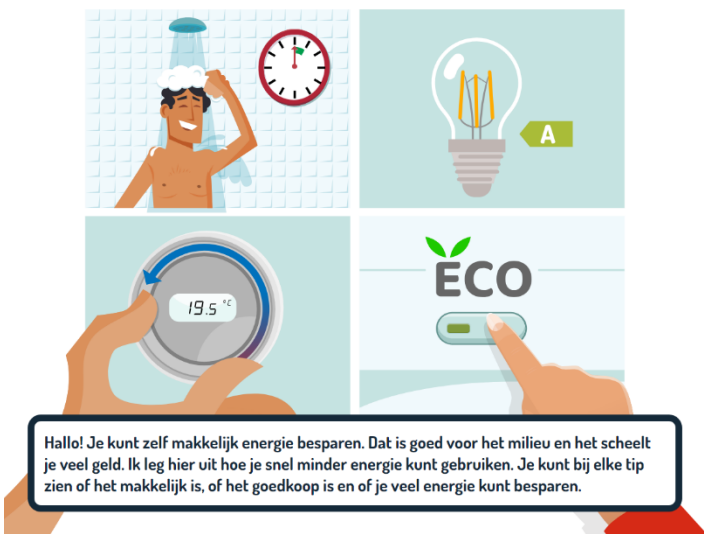 A
19.5 °C
ECO
Hallo! Je kunt zelf makkelijk energie besparen. Dat is goed voor het milieu en het scheelt
je veel geld. Ik leg hier uit hoe je snel minder energie kunt gebruiken. Je kunt bij elke tip
zien of het makkelijk is, of het goedkoop is en of je veel energie kunt besparen.